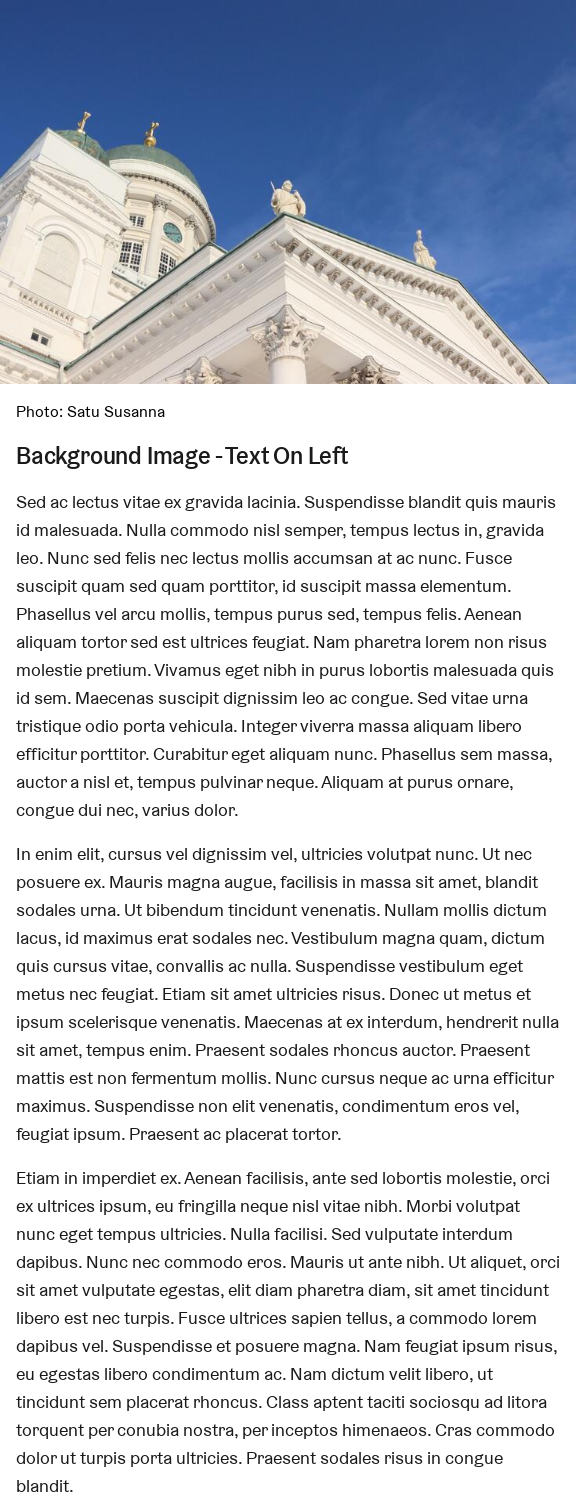 Photo: Satu Susanna
Background Image - Text On Left
Sed ac lectus vitae ex gravida lacinia. Suspendisse blandit quis mauris
id malesuada. Nulla commodo nisl semper, tempus lectus in, gravida
leo. Nunc sed felis nec lectus mollis accumsan at ac nunc. Fusce
suscipit quam sed quam porttitor, id suscipit massa elementum.
Phasellus vel arcu mollis, tempus purus sed, tempus felis. Aenean
aliquam tortor sed est ultrices feugiat. Nam pharetra lorem non risus
molestie pretium. Vivamus eget nibh in purus lobortis malesuada quis
id sem. Maecenas suscipit dignissim leo ac congue. Sed vitae urna
tristique odio porta vehicula. Integer viverra massa aliquam libero
efficitur porttitor. Curabitur eget aliquam nunc. Phasellus sem massa,
auctor a nisl et, tempus pulvinar neque. Aliquam at purus ornare,
congue dui nec, varius dolor.
In enim elit, cursus vel dignissim vel, ultricies volutpat nunc. Ut nec
posuere ex. Mauris magna augue, facilisis in massa sit amet, blandit
sodales urna. Ut bibendum tincidunt venenatis. Nullam mollis dictum
lacus, id maximus erat sodales nec. Vestibulum magna quam, dictum
quis cursus vitae, convallis ac nulla. Suspendisse vestibulum eget
metus nec feugiat. Etiam sit amet ultricies risus. Donec ut metus et
ipsum scelerisque venenatis. Maecenas at ex interdum, hendrerit nulla
sit amet, tempus enim. Praesent sodales rhoncus auctor. Praesent
mattis est non fermentum mollis. Nunc cursus neque ac urna efficitur
maximus. Suspendisse non elit venenatis, condimentum eros vel,
feugiat ipsum. Praesent ac placerat tortor.
Etiam in imperdiet ex. Aenean facilisis, ante sed lobortis molestie, orci
ex ultrices ipsum, eu fringilla neque nisl vitae nibh. Morbi volutpat
nunc eget tempus ultricies. Nulla facilisi. Sed vulputate interdum
dapibus. Nunc nec commodo eros. Mauris ut ante nibh. Ut aliquet, orci
sit amet vulputate egestas, elit diam pharetra diam, sit amet tincidunt
libero est nec turpis. Fusce ultrices sapien tellus, a commodo lorem
dapibus vel. Suspendisse et posuere magna. Nam feugiat ipsum risus,
eu egestas libero condimentum ac. Nam dictum velit libero, ut
tincidunt sem placerat rhoncus. Class aptent taciti sociosqu ad litora
torquent per conubia nostra, per inceptos himenaeos. Cras commodo
dolor ut turpis porta ultricies. Praesent sodales risus in congue
blandit.